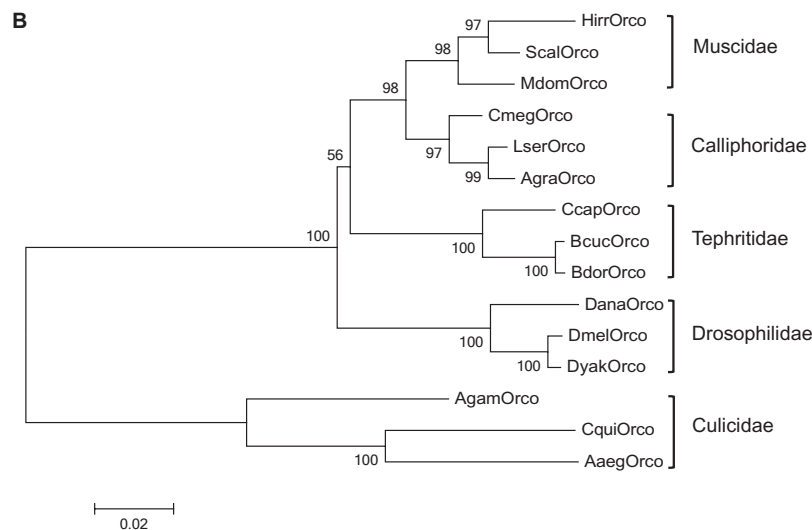 B
97
HirrOrco
ScalOrco
98
MdomOrco
Muscidae
98
CmegOrco
97
LserOrco
99
AgraOrco
Calliphoridae
56
CcapOrco
100
BcucOrco
100
BdorOrco
Tephritidae
100
DanaOrco
100
DmelOrco
100
DyakOrco
Drosophilidae
AgamOrco
CquiOrco
100
AaegOrco
Culicidae
0.02